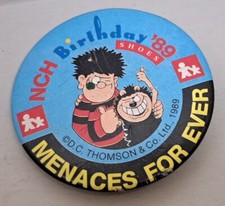 NCH Birthday '89
SHOES
©D.C. THOMSON & Co. Ltd., 1989
MENACES FOR EVER